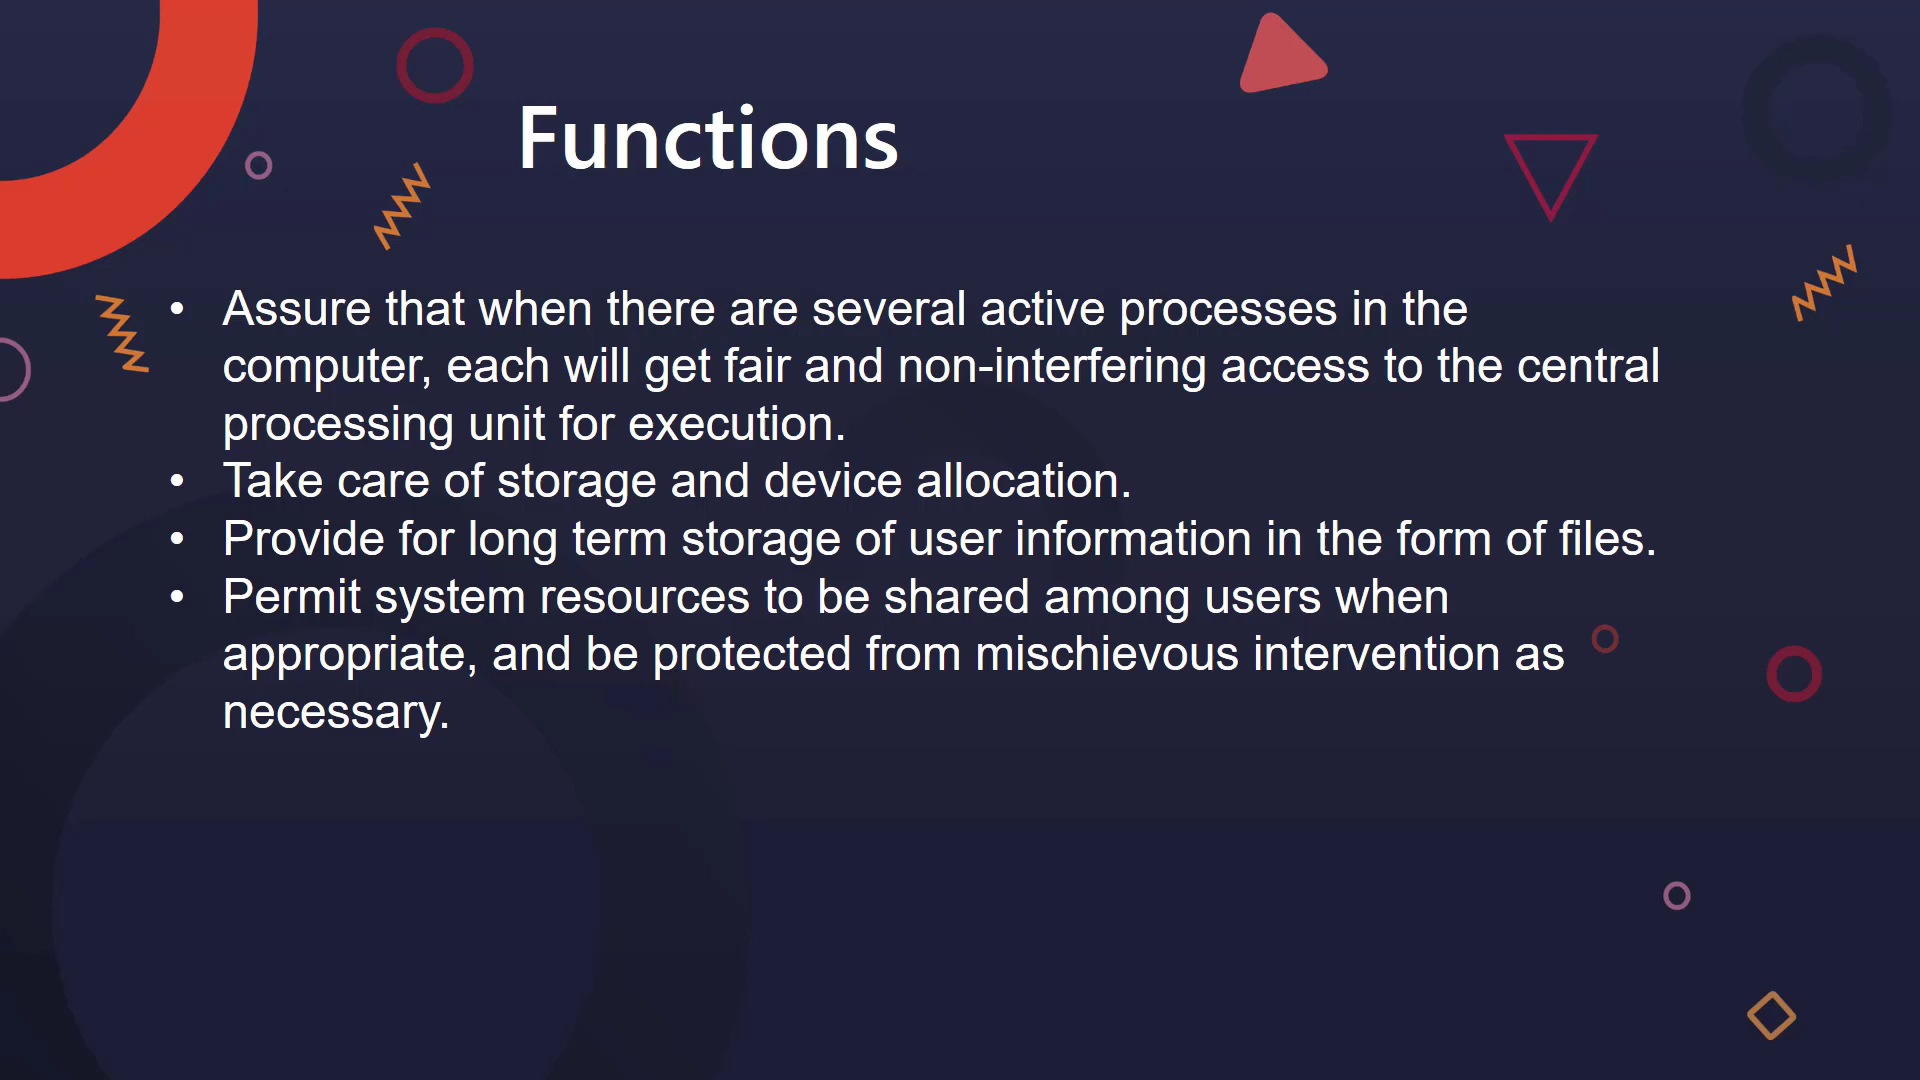 Functions
• Assure that when there are several active processes in the
computer, each will get fair and non-interfering access to the central
processing unit for execution.
• Take care of storage and device allocation.
• Provide for long term storage of user information in the form of files.
• Permit system resources to be shared among users when
appropriate, and be protected from mischievous intervention as
necessary.